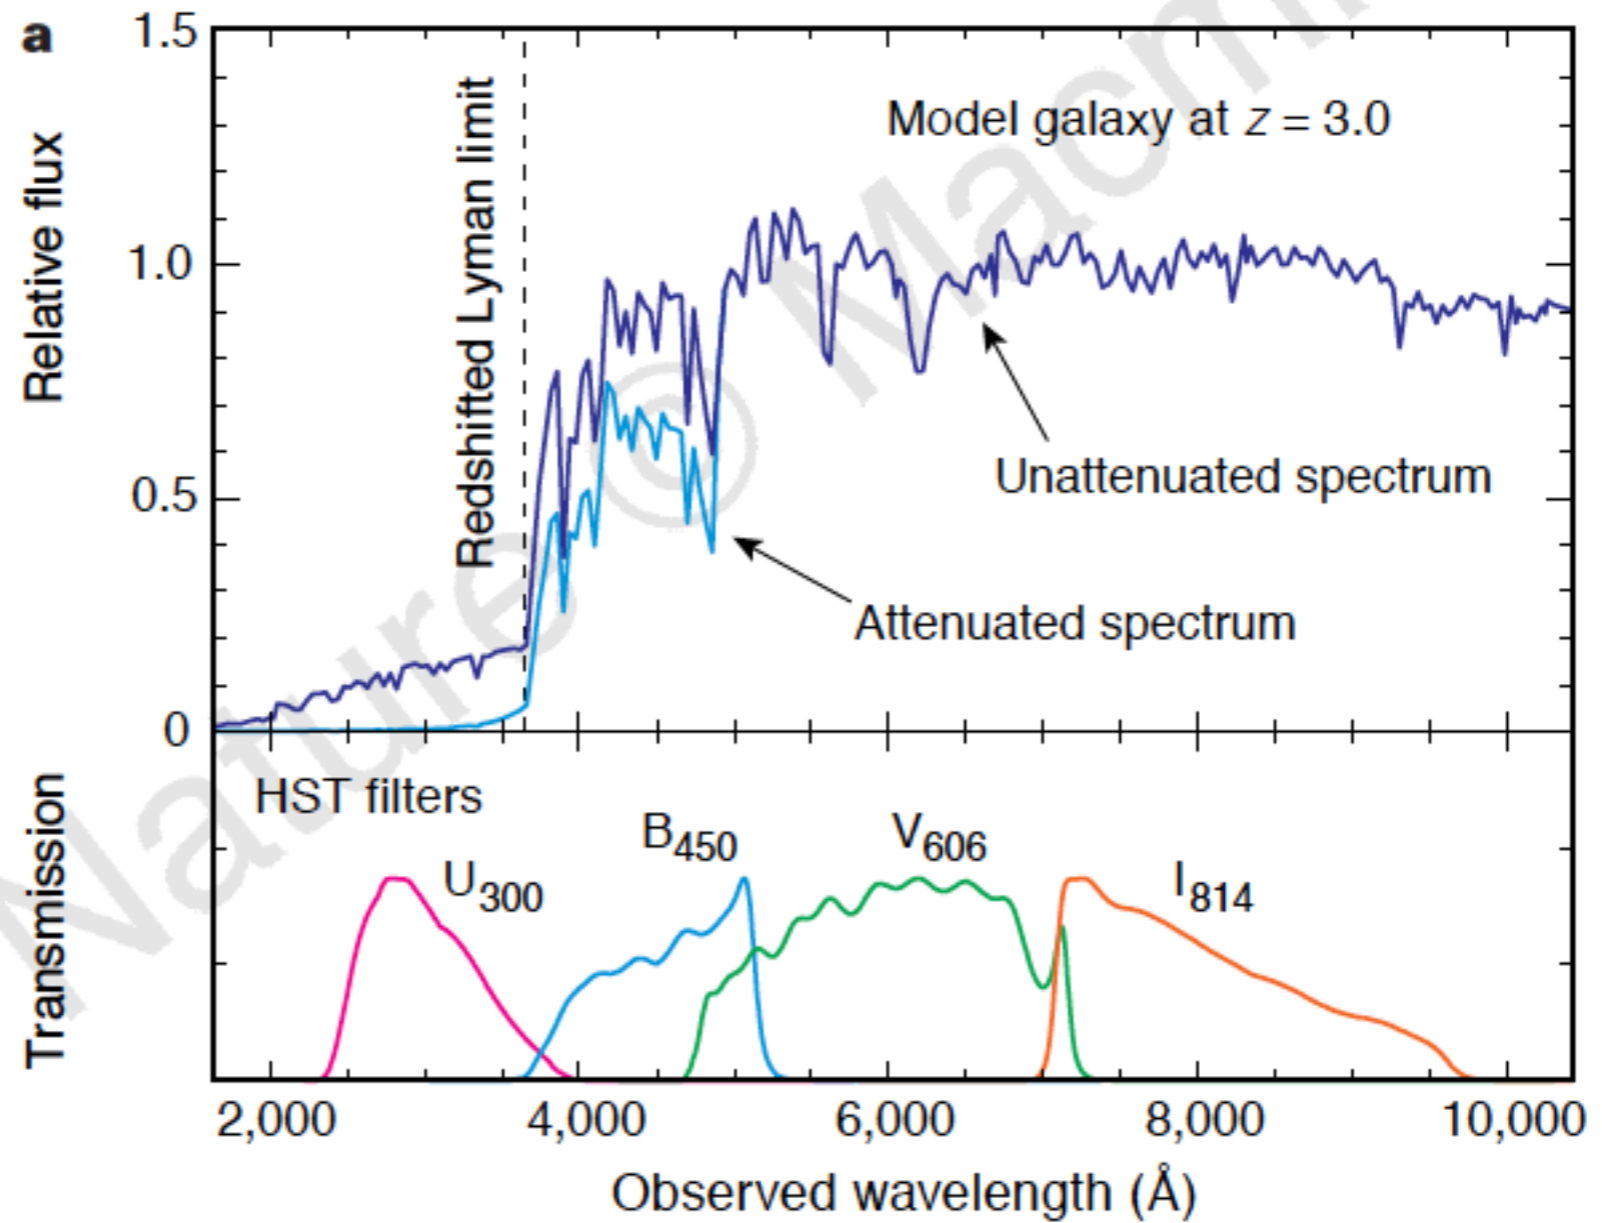 a
1.5
1.0
0.5
0
Relative flux
Redshifted Lyman limit
Model galaxy at z = 3.0
Unattenuated spectrum
Attenuated spectrum
Nature © Macm
HST filters
U300
B450
V606
I814
Transmission
2,000
4,000
6,000
8,000
10,000
Observed wavelength (Å)